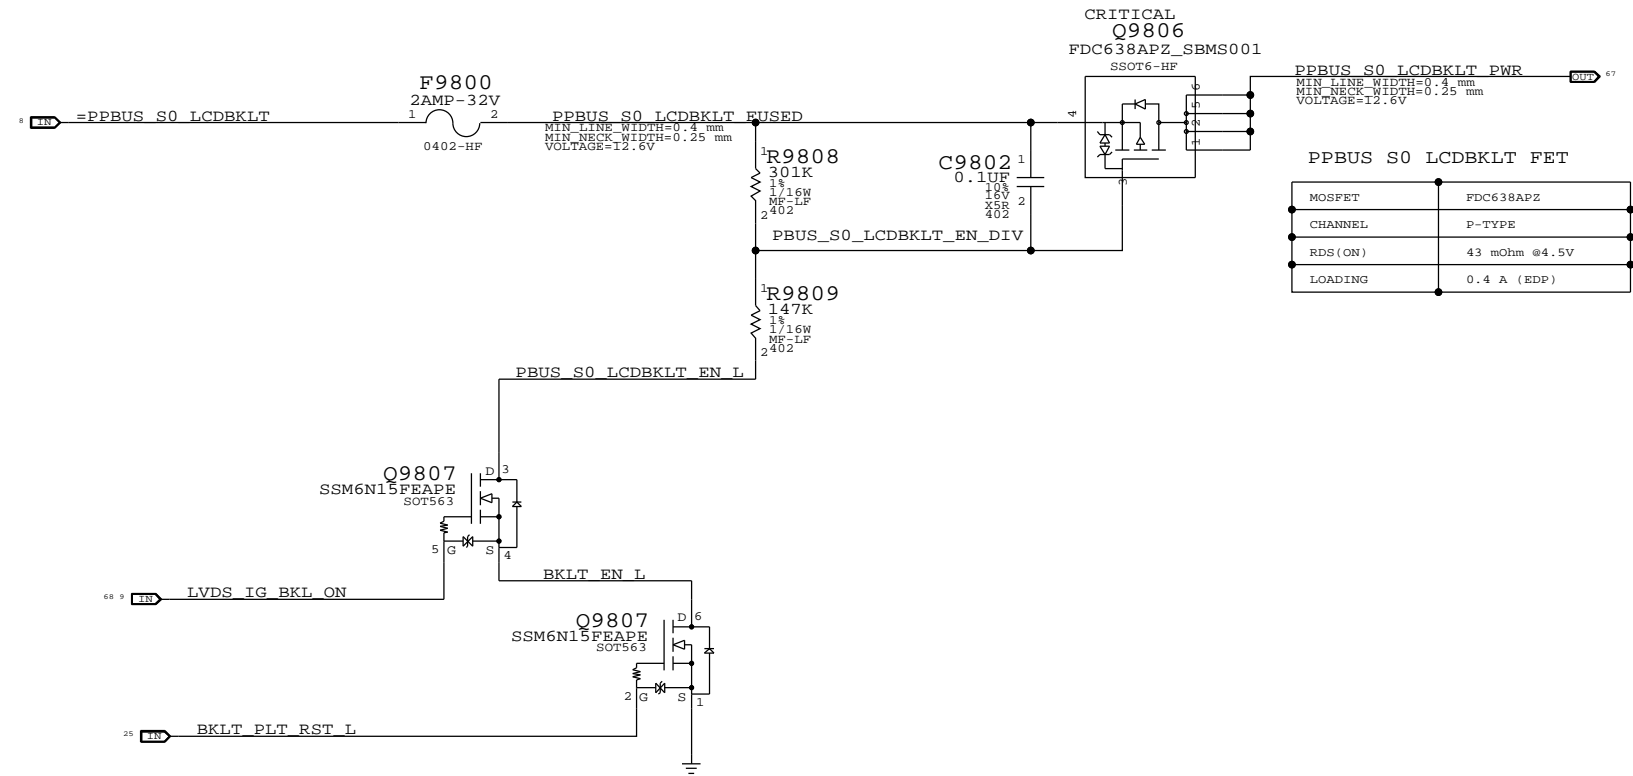 CRITICAL
Q9806
FDC638APZ_SBMS001
SSOT6-HF
F9800
2AMP-32V
8 IN =PPBUS_S0_LCDBKLT
1 2
0402-HF
PPBUS_S0_LCDBKLT_FUSED
MIN_LINE_WIDTH=0.4 mm
MIN_NECK_WIDTH=0.25 mm
VOLTAGE=12.6V
4
6
5
2
1
3
PPBUS_S0_LCDBKLT_PWR
OUT 67
MIN_LINE_WIDTH=0.4 mm
MIN_NECK_WIDTH=0.25 mm
VOLTAGE=12.6V
1
R9808
301K
1%
1/16W
MF-LF
2 402
C9802 1
0.1UF
10%
16V
X5R
402
2
PBUS_S0_LCDBKLT_EN_DIV
PPBUS S0 LCDBKLT FET
MOSFET FDC638APZ
CHANNEL P-TYPE
RDS(ON) 43 mOhm @4.5V
LOADING 0.4 A (EDP)
1
R9809
147K
1%
1/16W
MF-LF
2 402
PBUS_S0_LCDBKLT_EN_L
Q9807
SSM6N15FEAPE
SOT563
D 3
5 G S 4
BKLT_EN_L
68 9 IN LVDS_IG_BKL_ON
Q9807
SSM6N15FEAPE
SOT563
D 6
2 G S 1
25 IN BKLT_PLT_RST_L